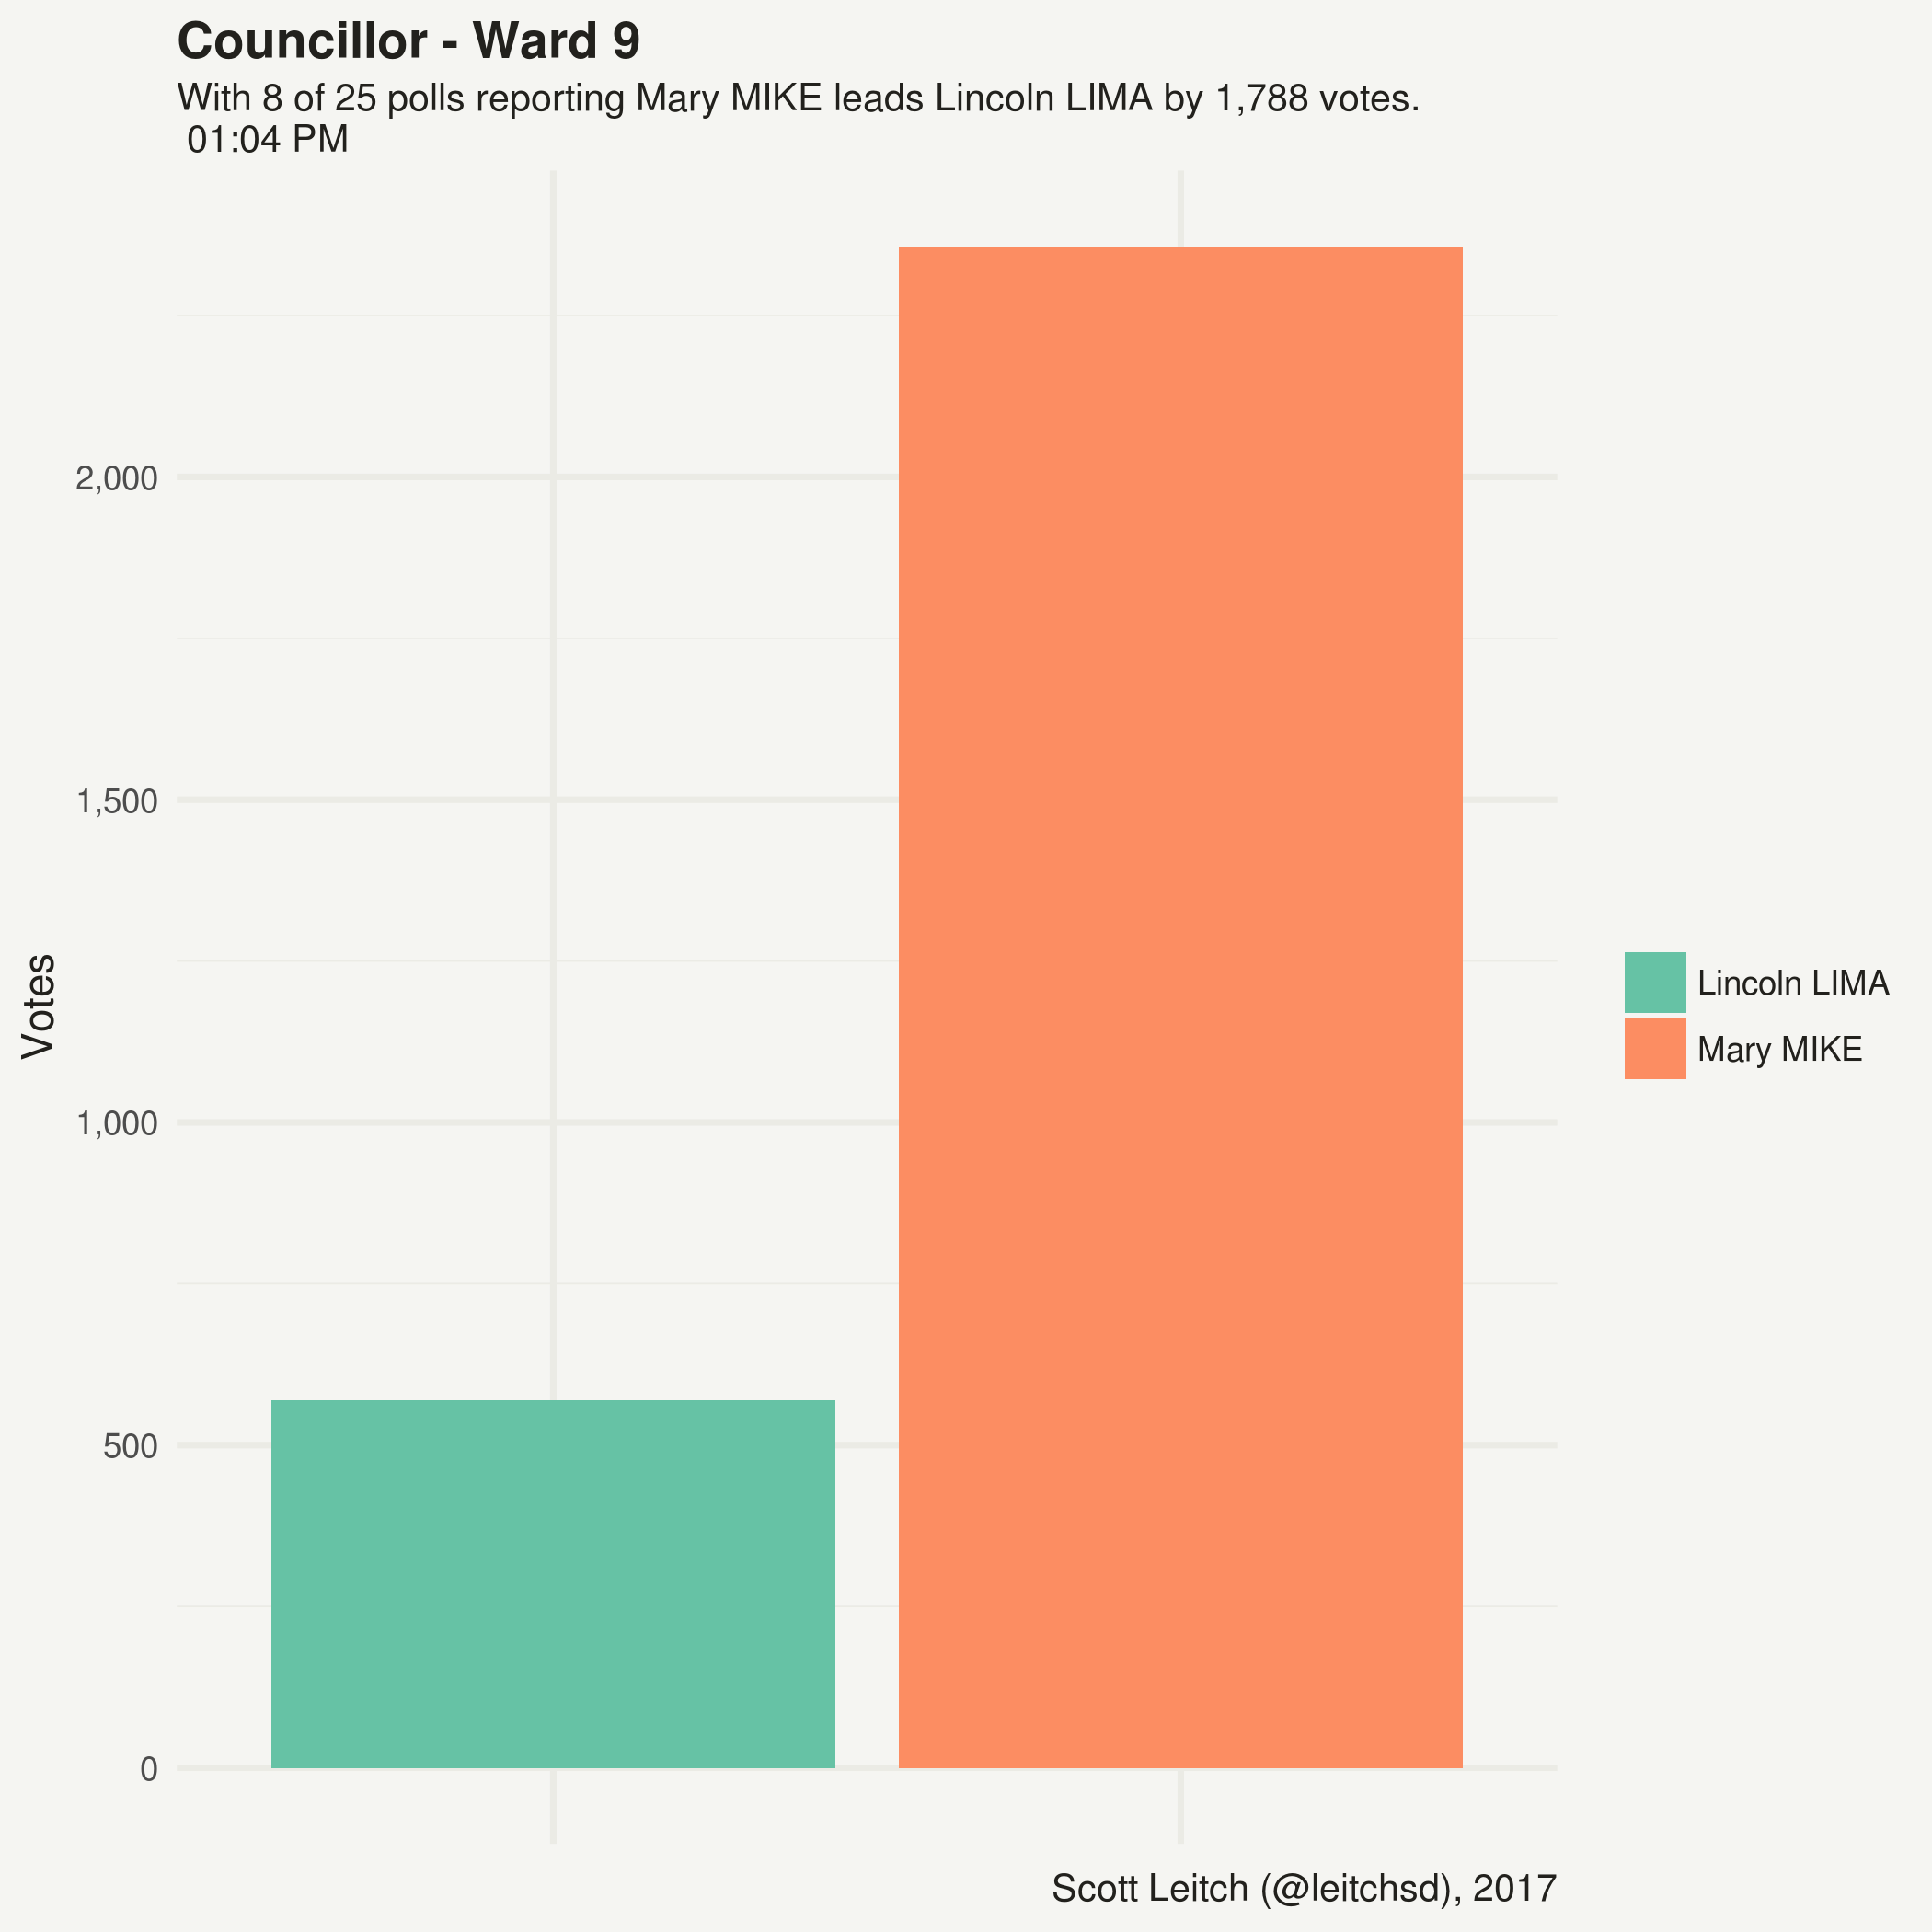 Councillor - Ward 9
With 8 of 25 polls reporting Mary MIKE leads Lincoln LIMA by 1,788 votes.
01:04 PM
Votes
2,000
1,500
1,000
500
0
Lincoln LIMA
Mary MIKE
Scott Leitch (@leitchsd), 2017